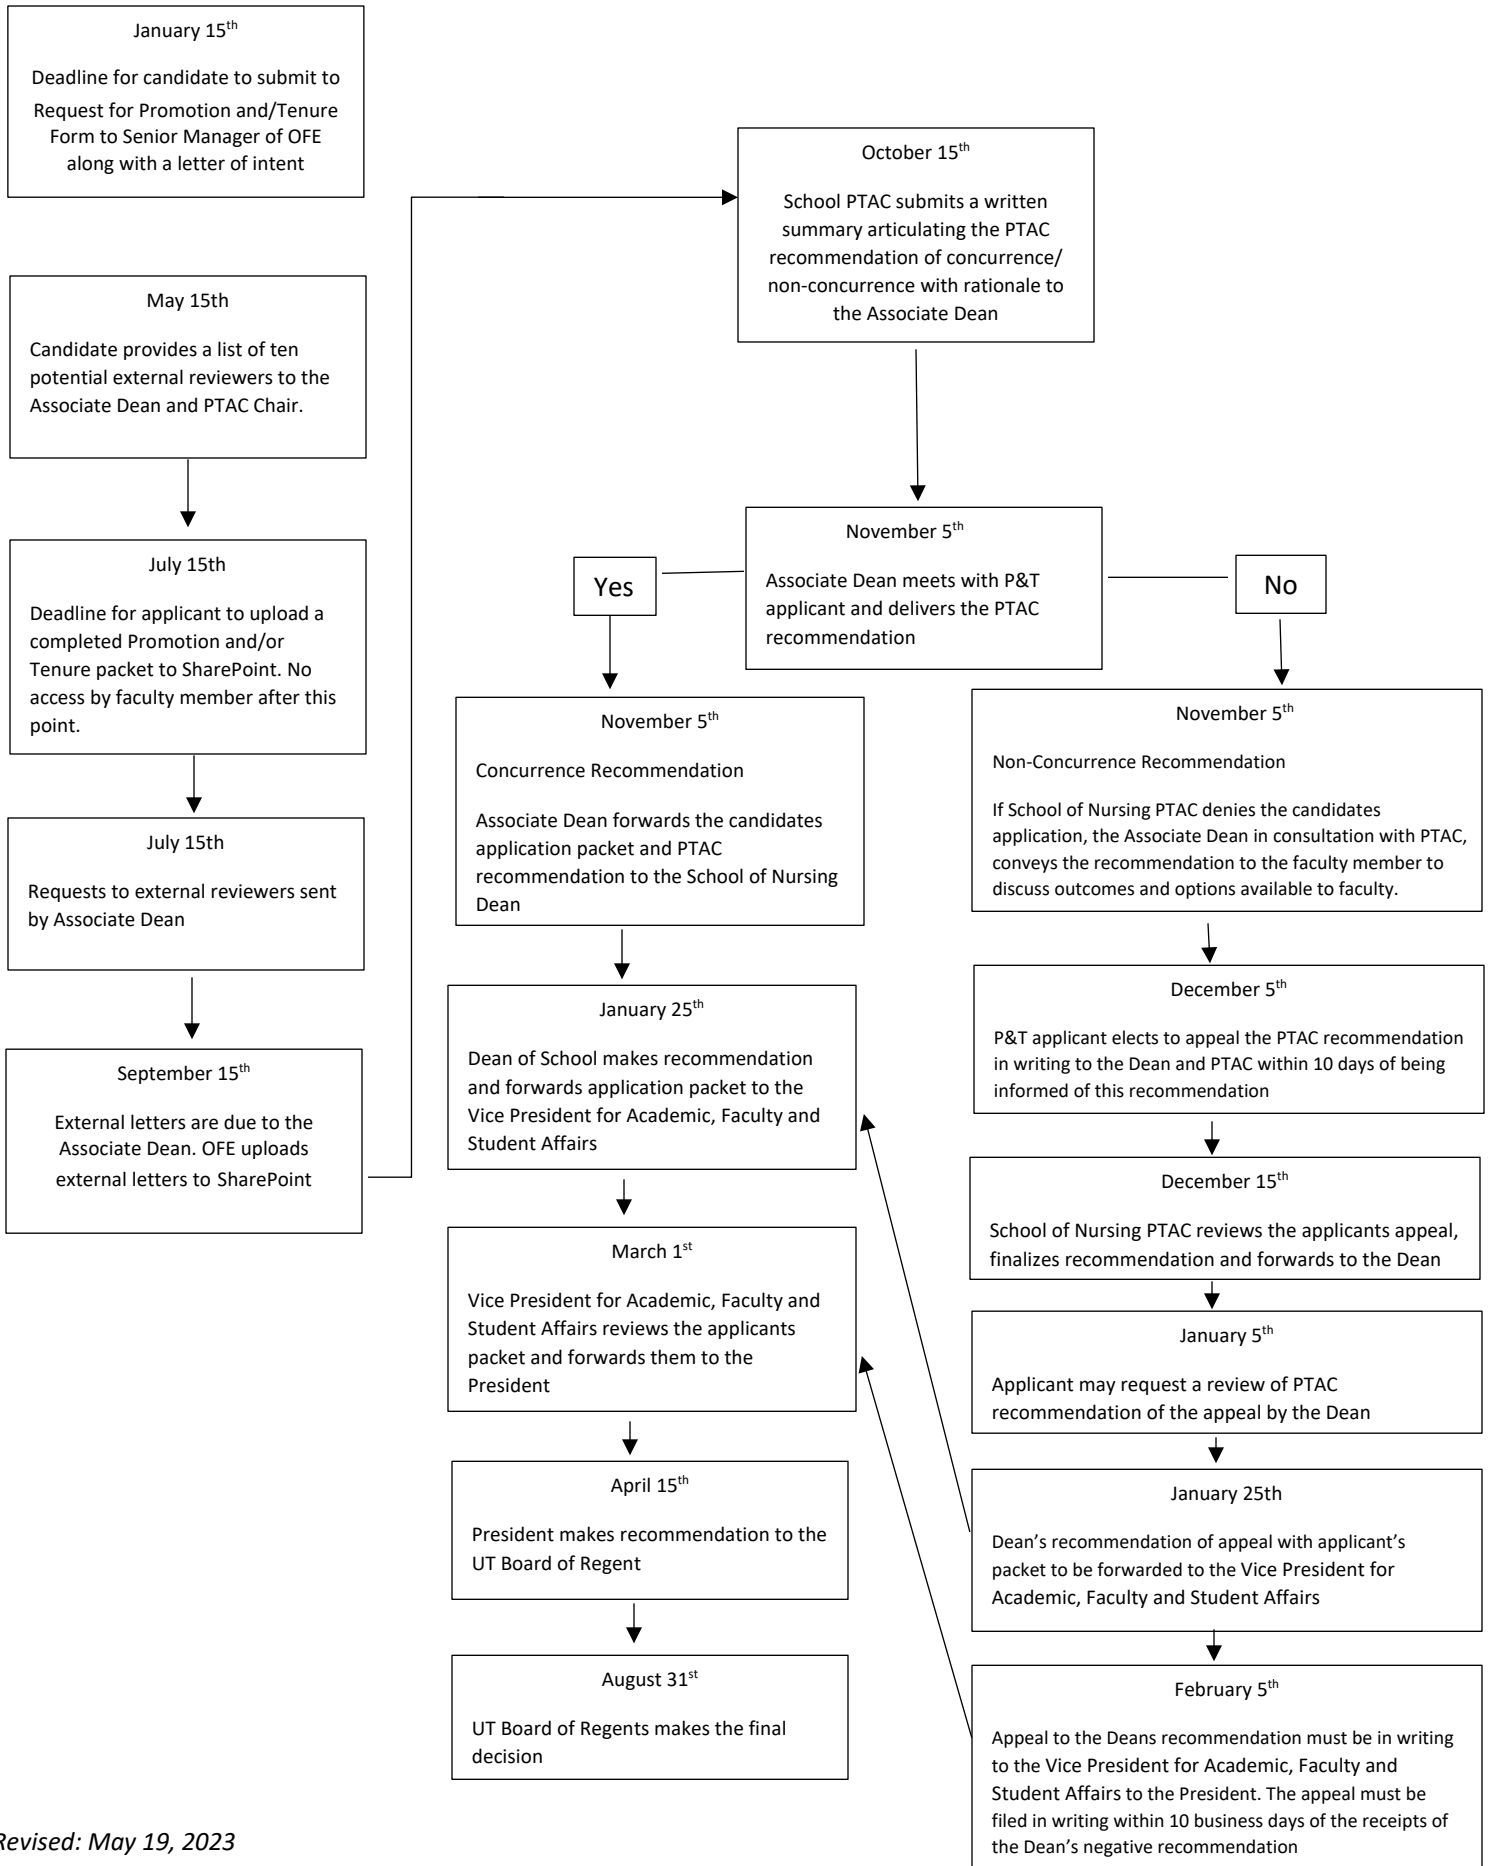 January 15th
Deadline for candidate to submit to
Request for Promotion and/Tenure
Form to Senior Manager of OFE
along with a letter of intent
May 15th
Candidate provides a list of ten
potential external reviewers to the
Associate Dean and PTAC Chair.
July 15th
Deadline for applicant to upload a
completed Promotion and/or
Tenure packet to SharePoint. No
access by faculty member after this
point.
July 15th
Requests to external reviewers sent
by Associate Dean
September 15th
External letters are due to the
Associate Dean. OFE uploads
external letters to SharePoint
October 15th
School PTAC submits a written
summary articulating the PTAC
recommendation of concurrence/
non-concurrence with rationale to
the Associate Dean
November 5th
Associate Dean meets with P&T
applicant and delivers the PTAC
recommendation
Yes
No
November 5th
Concurrence Recommendation
Associate Dean forwards the candidates
application packet and PTAC
recommendation to the School of Nursing
Dean
January 25th
Dean of School makes recommendation
and forwards application packet to the
Vice President for Academic, Faculty and
Student Affairs
March 1st
Vice President for Academic, Faculty and
Student Affairs reviews the applicants
packet and forwards them to the
President
April 15th
President makes recommendation to the
UT Board of Regent
August 31st
UT Board of Regents makes the final
decision
November 5th
Non-Concurrence Recommendation
If School of Nursing PTAC denies the candidates
application, the Associate Dean in consultation with PTAC,
conveys the recommendation to the faculty member to
discuss outcomes and options available to faculty.
December 5th
P&T applicant elects to appeal the PTAC recommendation
in writing to the Dean and PTAC within 10 days of being
informed of this recommendation
December 15th
School of Nursing PTAC reviews the applicants appeal,
finalizes recommendation and forwards to the Dean
January 5th
Applicant may request a review of PTAC
recommendation of the appeal by the Dean
January 25th
Dean’s recommendation of appeal with applicant’s
packet to be forwarded to the Vice President for
Academic, Faculty and Student Affairs
February 5th
Appeal to the Deans recommendation must be in writing
to the Vice President for Academic, Faculty and
Student Affairs to the President. The appeal must be
filed in writing within 10 business days of the receipts of
the Dean’s negative recommendation
Revised: May 19, 2023